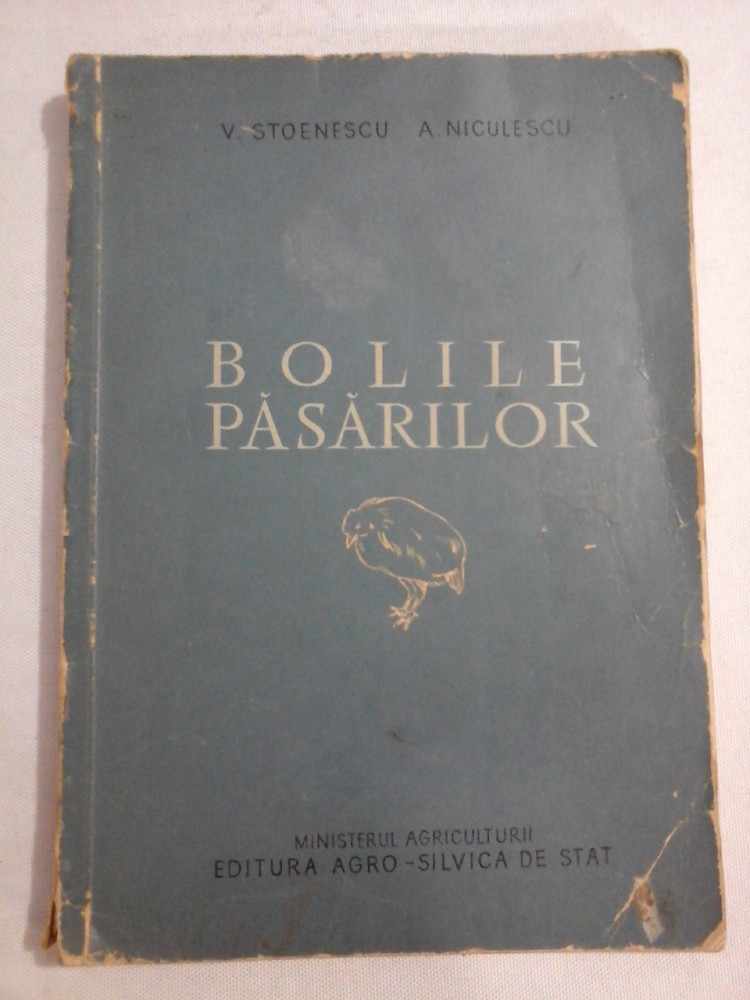 V. STOENESCU A. NICULESCU
BOLILE
PĂSĂRILOR
MINISTERUL AGRICULTURII
EDITURA AGRO-SILVICA DE STAT